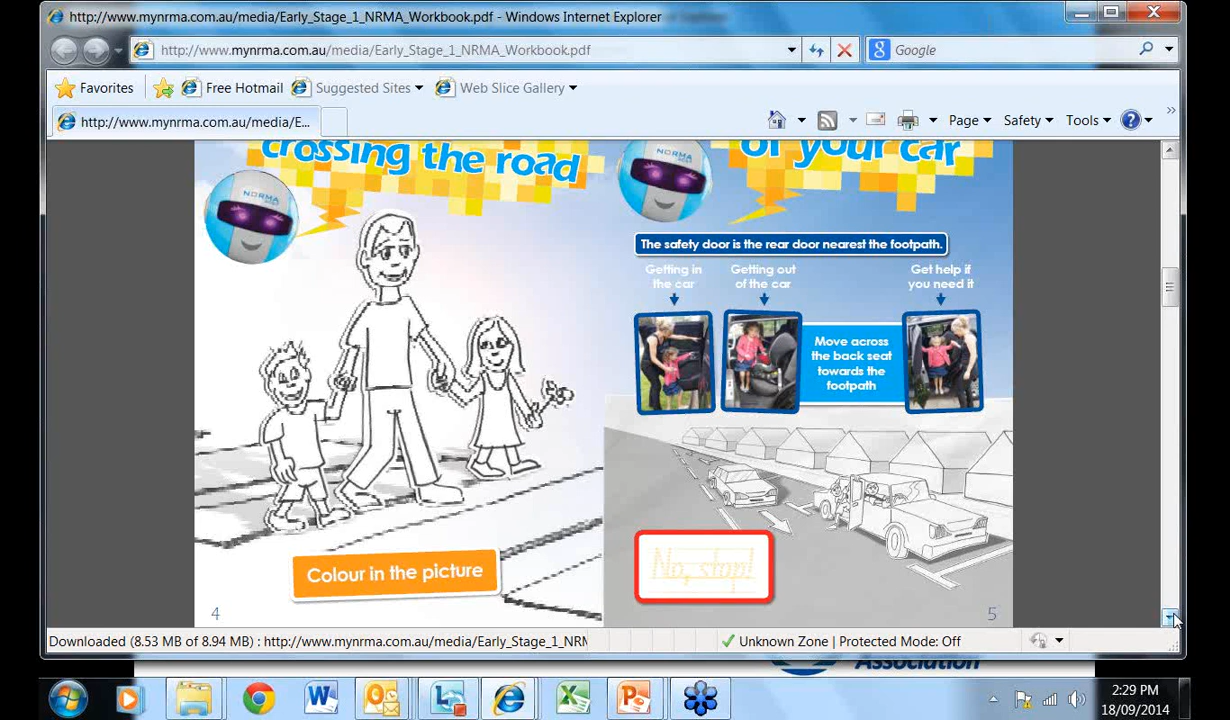 http://www.mynrma.com.au/media/Early_Stage_1_NRMA_Workbook.pdf - Windows Internet Explorer
http://www.mynrma.com.au/media/Early_Stage_1_NRMA_Workbook.pdf
Google
Favorites
Free Hotmail
Suggested Sites
Web Slice Gallery
http://www.mynrma.com.au/media/E...
Page
Safety
Tools
crossing the road
NORMA
of your car
NORMA
The safety door is the rear door nearest the footpath.
Getting in
the car
Getting out
of the car
Get help if
you need it
Move across
the back seat
towards the
footpath
No, stop!
Colour in the picture
4
5
Downloaded (8.53 MB of 8.94 MB) : http://www.mynrma.com.au/media/Early_Stage_1_NRM
Unknown Zone | Protected Mode: Off
Association
2:29 PM
18/09/2014